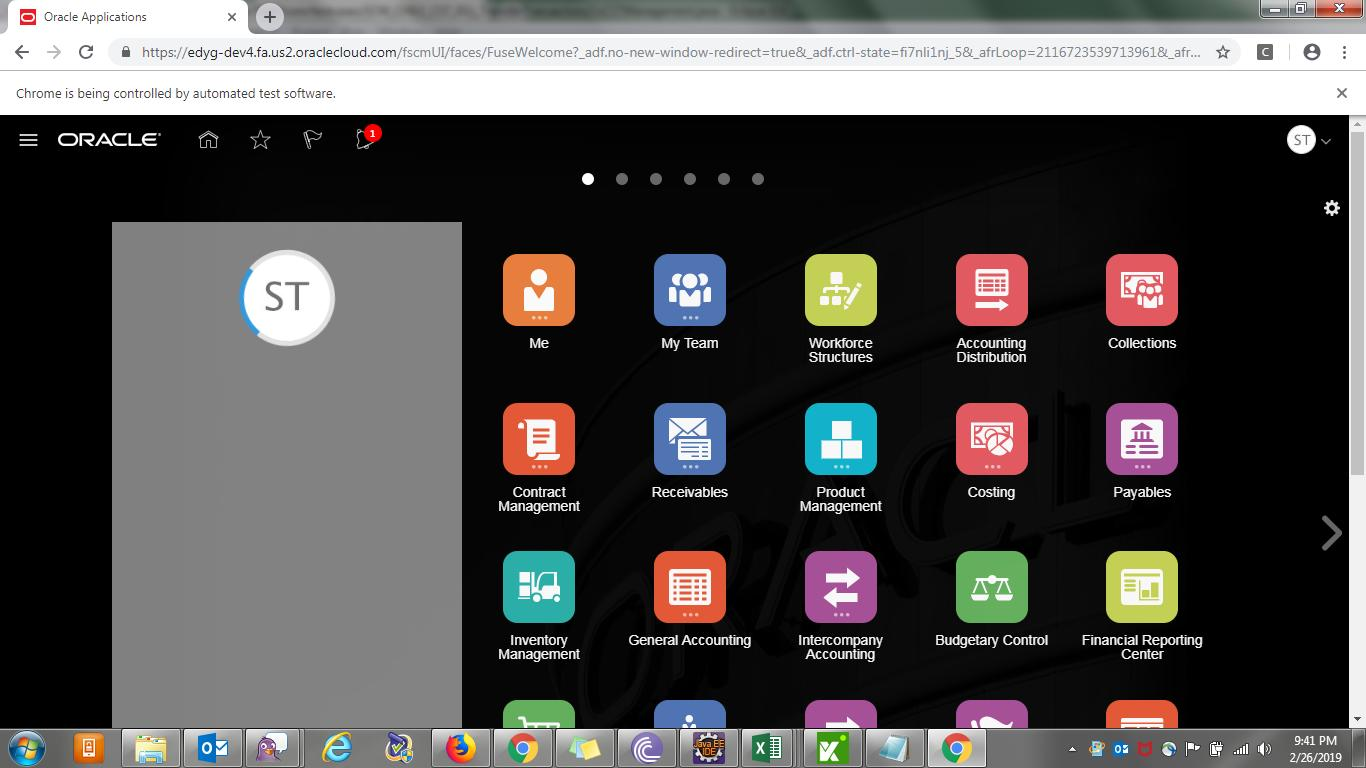 Oracle Applications
https://edyg-dev4.fa.us2.oraclecloud.com/fscmUI/faces/FuseWelcome?_adf.no-new-window-redirect=true&_adf.ctrl-state=fi7nli1nj_5&_afrLoop=2116723539713961&_afr...
C
Chrome is being controlled by automated test software.
ORACLE
1
ST
ST
Me
My Team
Workforce
Structures
Accounting
Distribution
Collections
Contract
Management
Receivables
Product
Management
Costing
Payables
Inventory
Management
General Accounting
Intercompany
Accounting
Budgetary Control
Financial Reporting
Center
Java EE
IDE
9:41 PM
2/26/2019